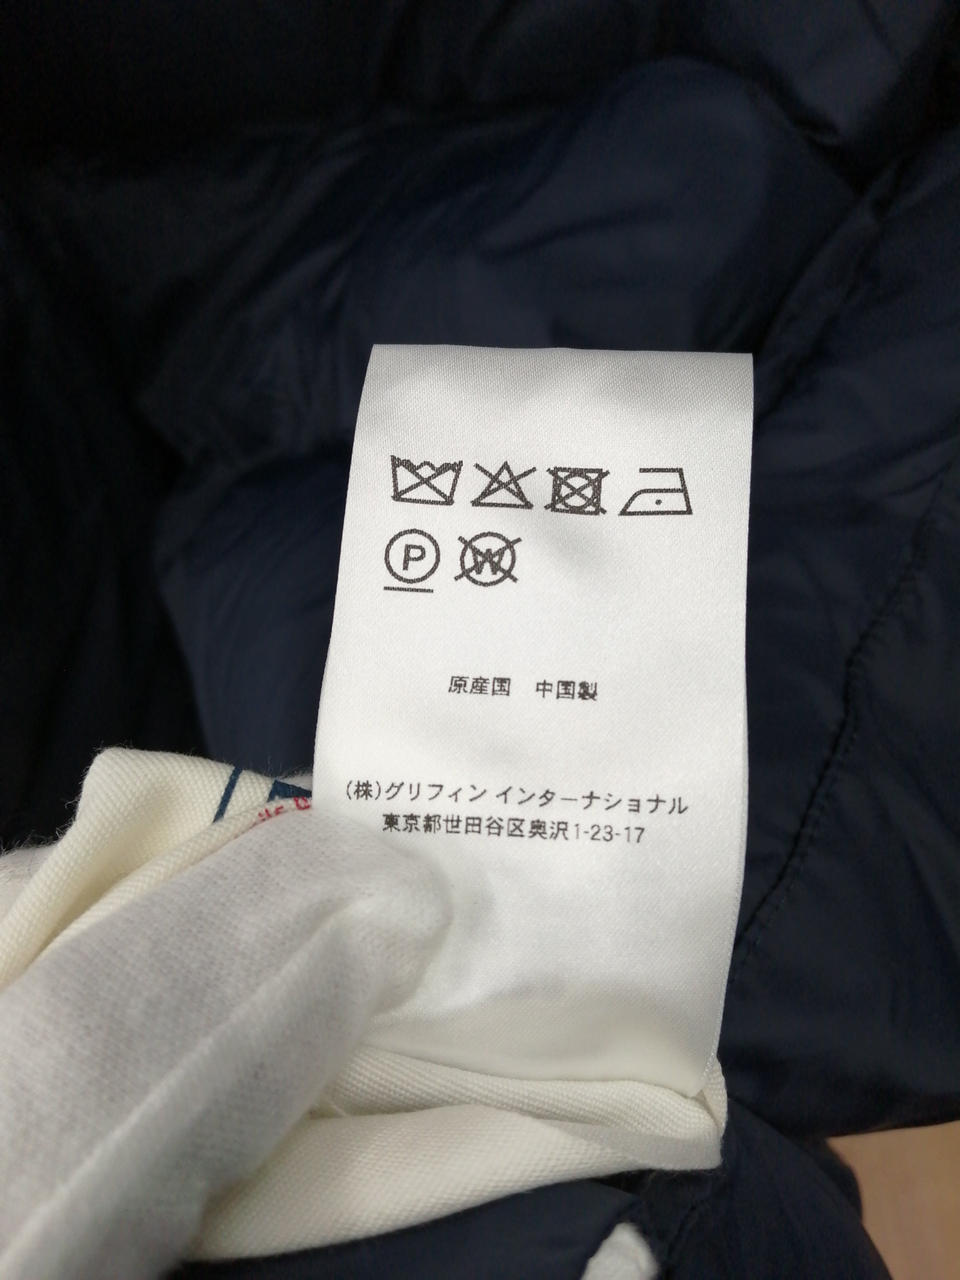 P W
原産国 中国製
(株)グリフィン インターナショナル
東京都世田谷区奥沢1-23-17